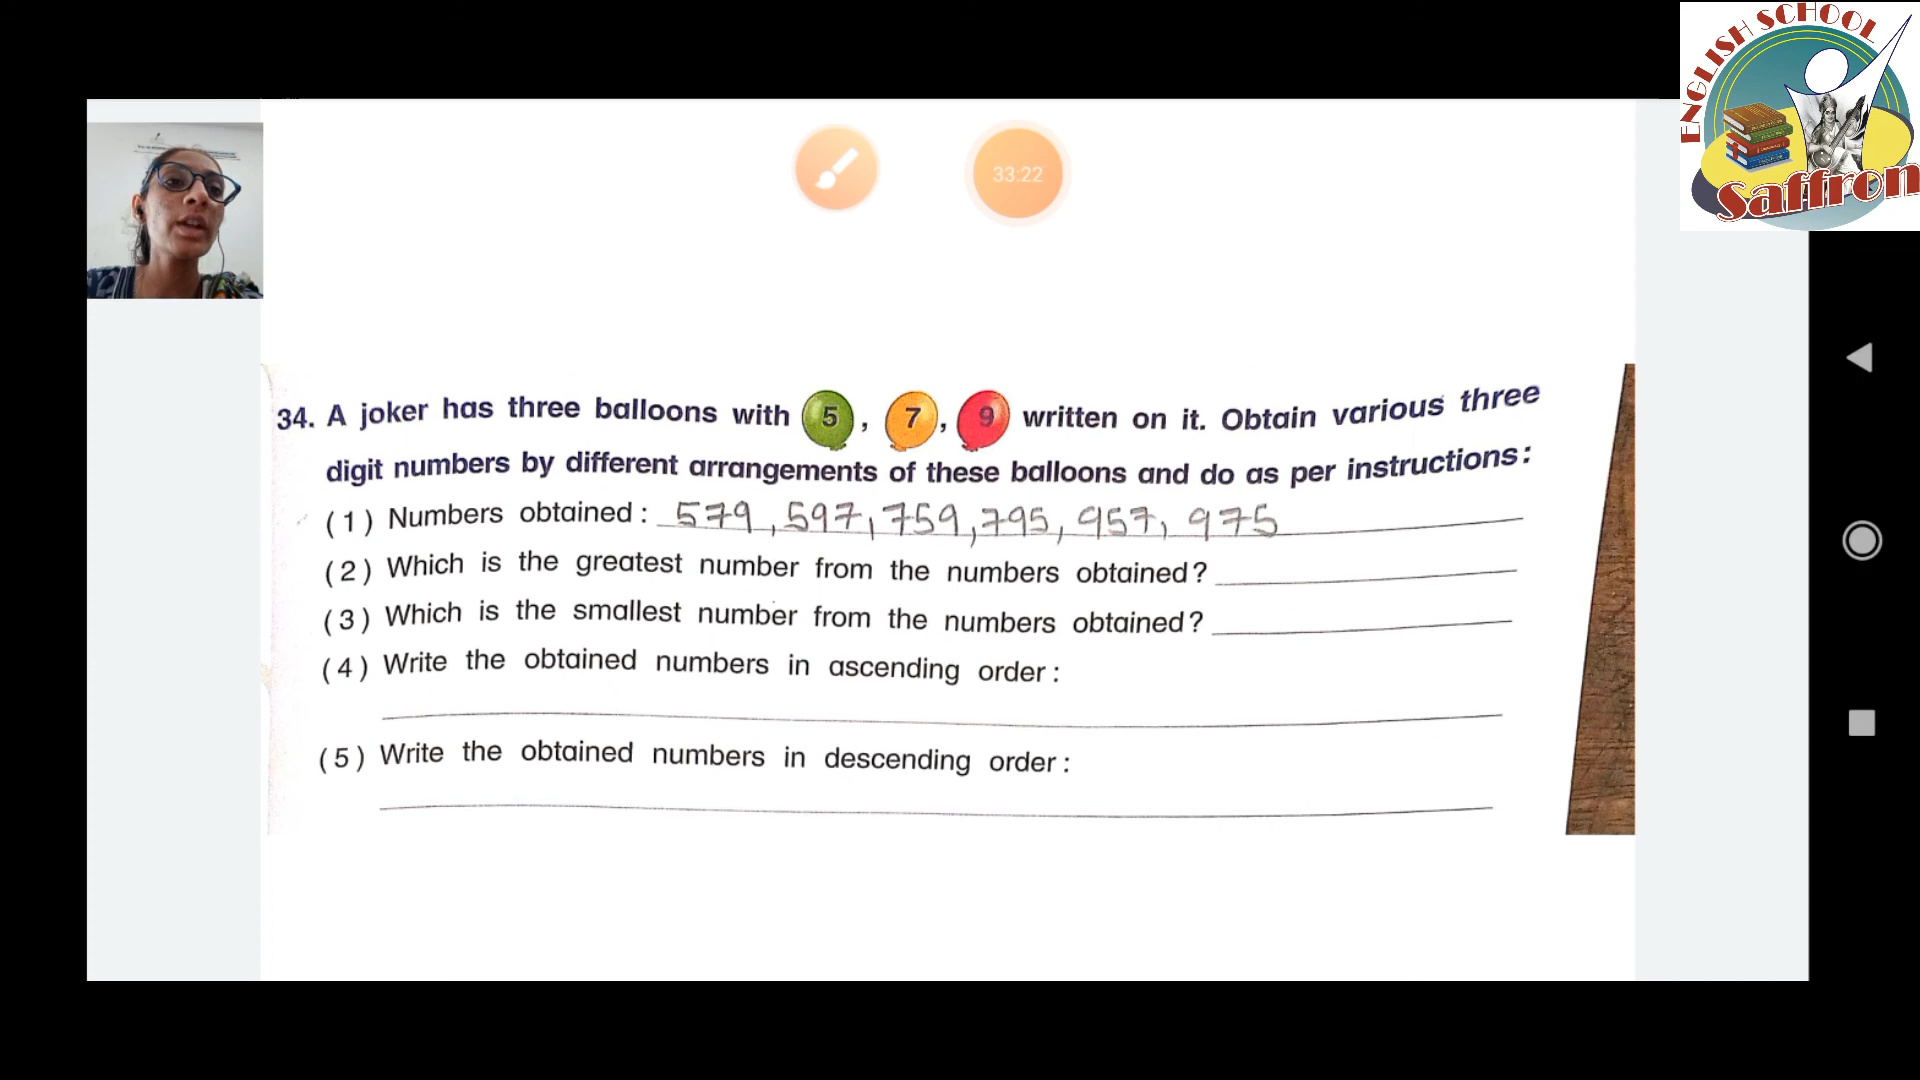 ENGLISH SCHOOL
Saffron
33:22
34. A joker has three balloons with 5, 7, 9 written on it. Obtain various three
digit numbers by different arrangements of these balloons and do as per instructions:
(1) Numbers obtained: 579, 597, 759, 795, 957, 975
(2) Which is the greatest number from the numbers obtained?
(3) Which is the smallest number from the numbers obtained?
(4) Write the obtained numbers in ascending order:
(5) Write the obtained numbers in descending order: